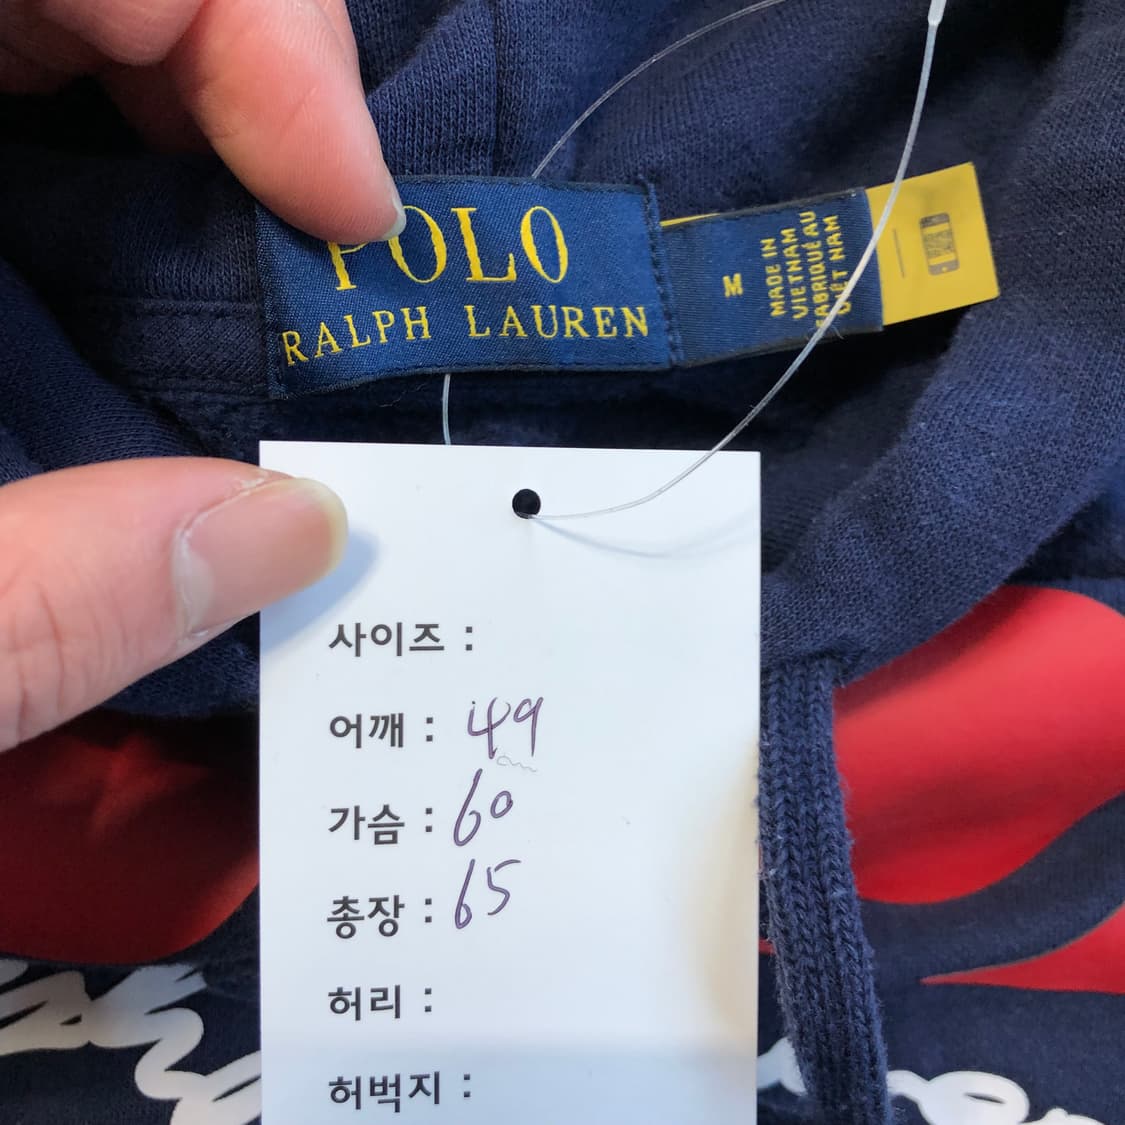 POLO
RALPH LAUREN
M
MADE IN
VIETNAM
FABRIQUÉ AU
VIÊT NAM
사이즈 :
어깨 : 49
가슴 : 60
총장 : 65
허리 :
허벅지 :